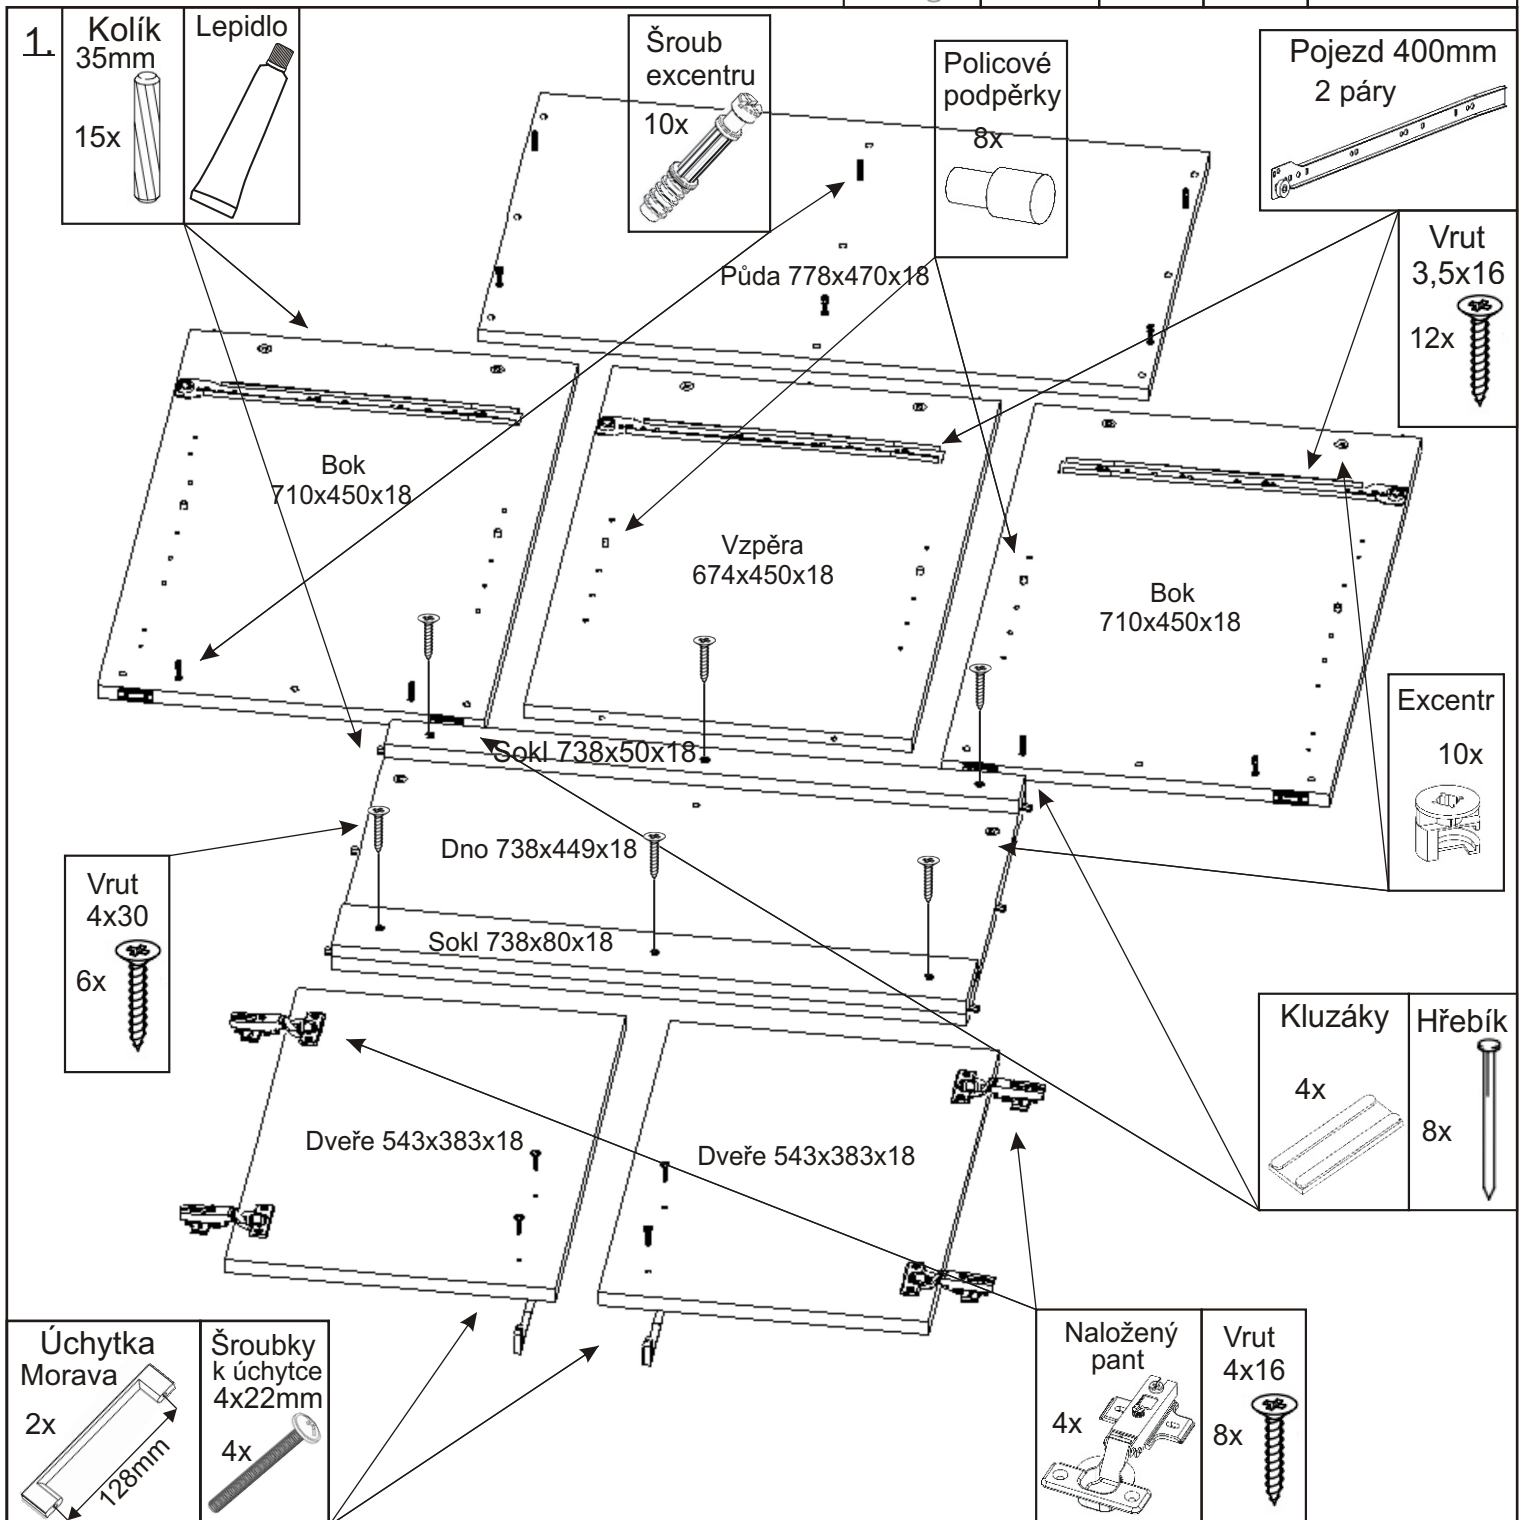 1.
Kolík
35mm
15x
Lepidlo
Šroub
excentru
10x
Policové
podpěrky
8x
Pojezd 400mm
2 páry
Vrut
3,5x16
12x
Půda 778x470x18
Bok
710x450x18
Vzpěra
674x450x18
Bok
710x450x18
Excentr
10x
Sokl 738x50x18
Dno 738x449x18
Sokl 738x80x18
Vrut
4x30
6x
Kluzáky
4x
Hřebík
8x
Dveře 543x383x18
Dveře 543x383x18
Úchytka
Morava
2x
128mm
Šroubky
k úchytce
4x22mm
4x
Naložený
pant
4x
Vrut
4x16
8x